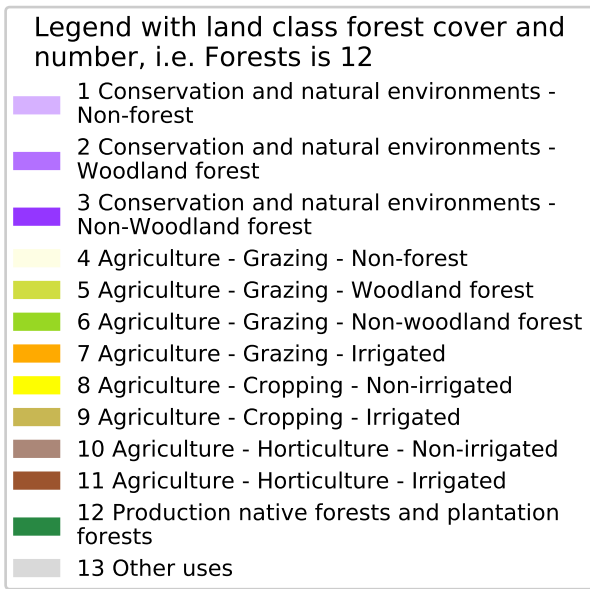 Legend with land class forest cover and
number, i.e. Forests is 12
1 Conservation and natural environments -
Non-forest
2 Conservation and natural environments -
Woodland forest
3 Conservation and natural environments -
Non-Woodland forest
4 Agriculture - Grazing - Non-forest
5 Agriculture - Grazing - Woodland forest
6 Agriculture - Grazing - Non-woodland forest
7 Agriculture - Grazing - Irrigated
8 Agriculture - Cropping - Non-irrigated
9 Agriculture - Cropping - Irrigated
10 Agriculture - Horticulture - Non-irrigated
11 Agriculture - Horticulture - Irrigated
12 Production native forests and plantation
forests
13 Other uses